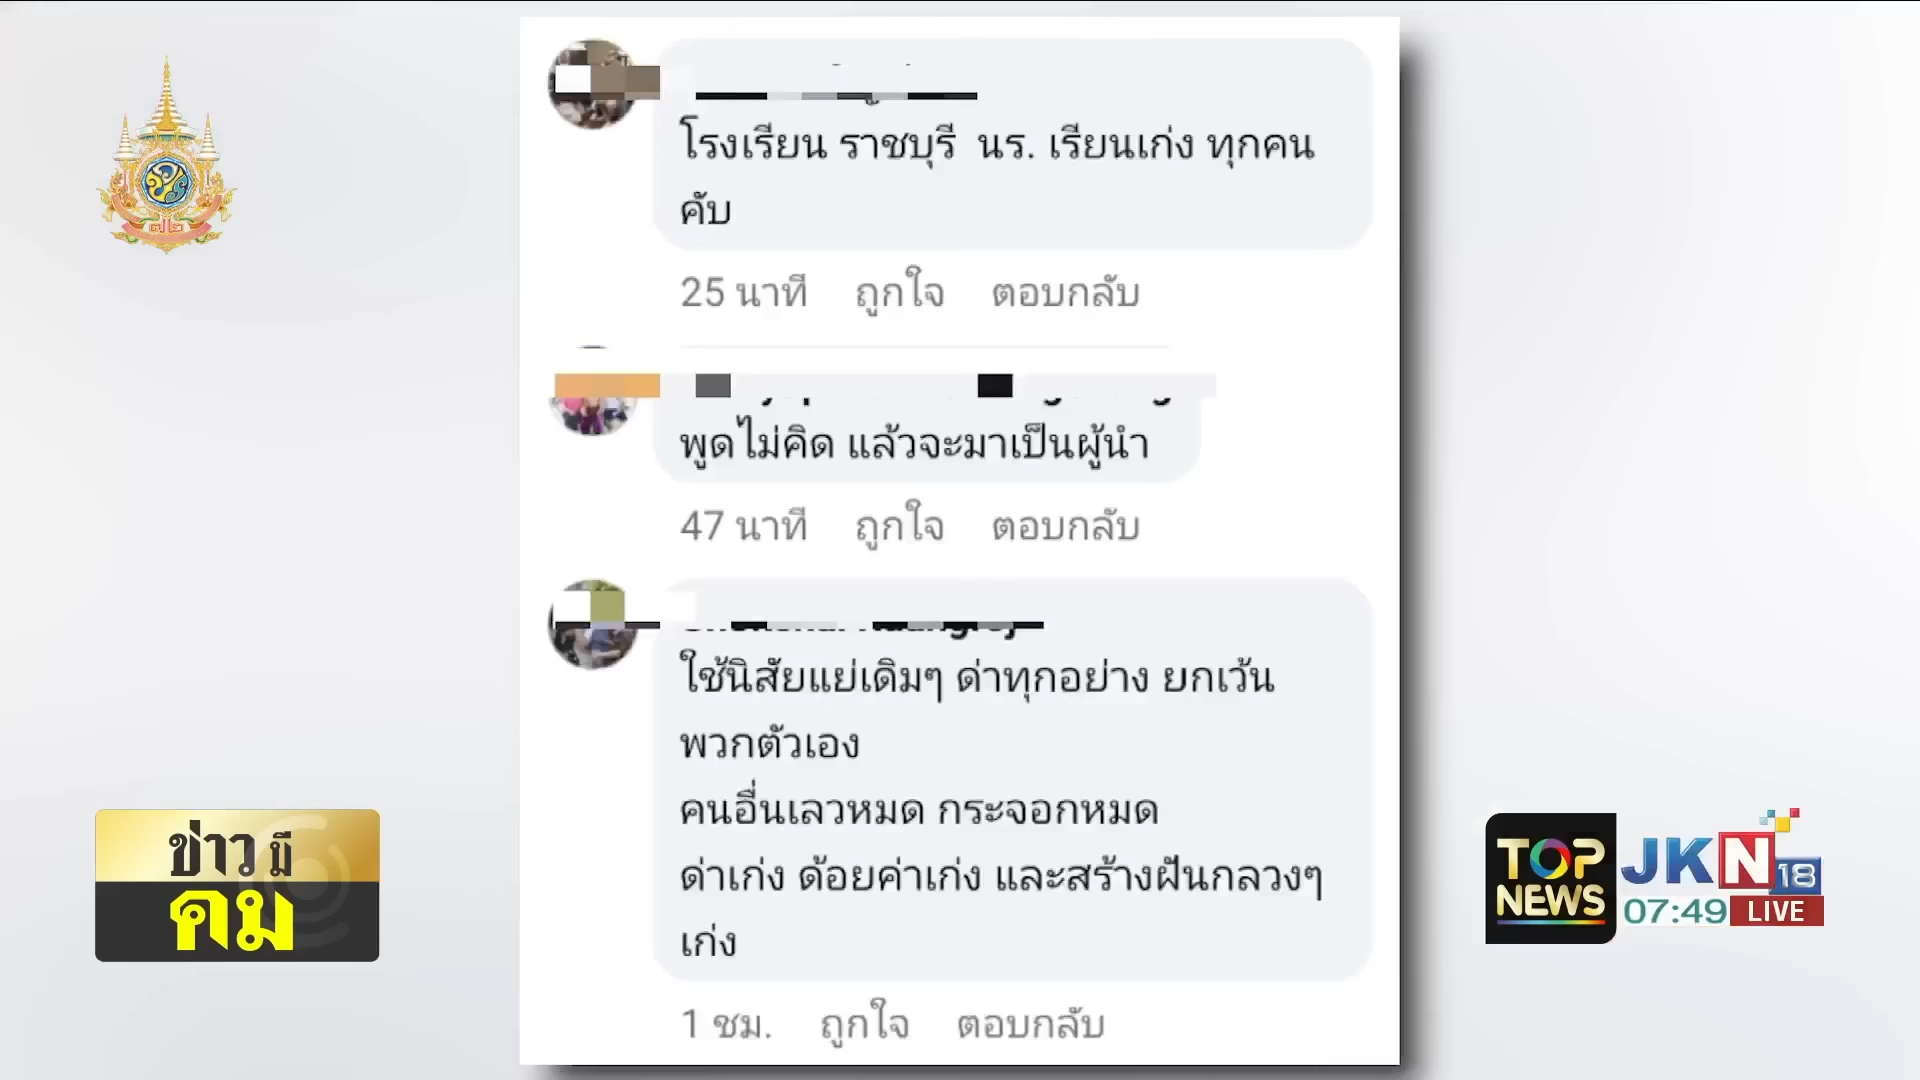 โรงเรียน ราชบุรี นร. เรียนเก่ง ทุกคน
คับ
25 นาที ถูกใจ ตอบกลับ
พูดไม่คิด แล้วจะมาเป็นผู้นำ
47 นาที ถูกใจ ตอบกลับ
ใช้นิสัยแย่เดิมๆ ด่าทุกอย่าง ยกเว้น
พวกตัวเอง
คนอื่นเลวหมด กระจอกหมด
ด่าเก่ง ด้อยค่าเก่ง และสร้างฝันกลวงๆ
เก่ง
1 ชม. ถูกใจ ตอบกลับ
ข่าวมี
คม
TOP
NEWS
JKN18
07:49 LIVE
๗๒